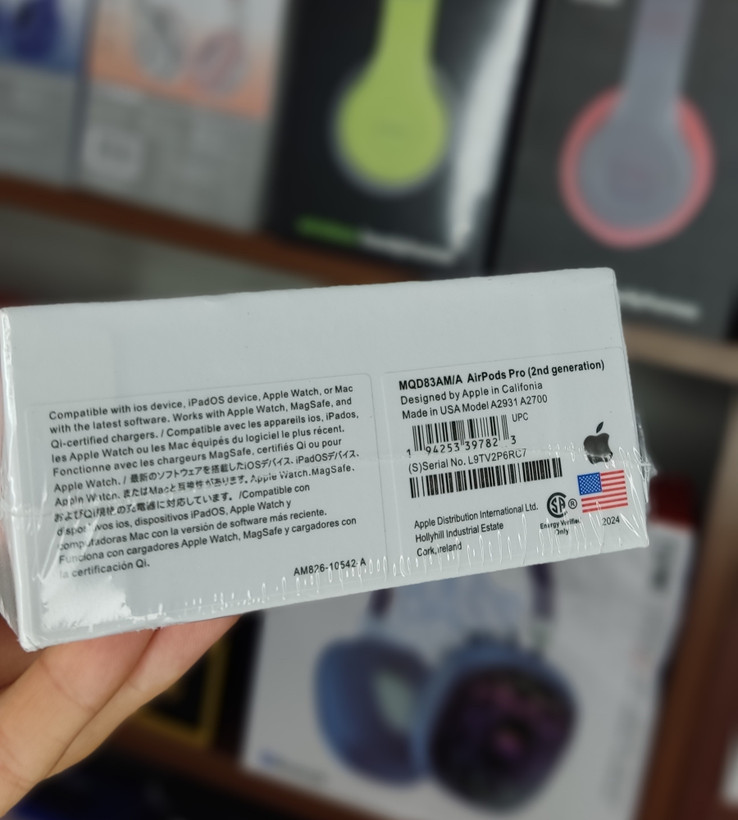 Compatible with ios device, iPadOS device, Apple Watch, or Mac
with the latest software. Works with Apple Watch, MagSafe, and
Qi-certified chargers. / Compatible avec les appareils ios, iPados,
les Apple Watch ou les Mac équipés du logiciel le plus récent.
Fonctionne avec les chargeurs MagSafe, certifiés Qi ou pour
Apple Watch. / 最新のソフトウェアを搭載したiOSデバイス、iPadOSデバイス、
Apple Watch、またはMacと互換性があります。Apple Watch, MagSafe、
およびQi規格の充電器に対応しています。 /Compatible con
dispositivos ios, dispositivos iPadOS, Apple Watch y
computadoras Mac con la versión de software más reciente.
Funciona con cargadores Apple Watch, MagSafe y cargadores con
la certificación Qi.
AM826-10542-A
MQD83AM/A AirPods Pro (2nd generation)
Designed by Apple in Califonia
Made in USA Model A2931 A2700
UPC
1 94253 39782 3
(S)Serial No. L9TV2P6RC7
Apple Distribution International Ltd.
Hollyhill Industrial Estate
Cork, Ireland
SP®
Energy Verified
Only
2024